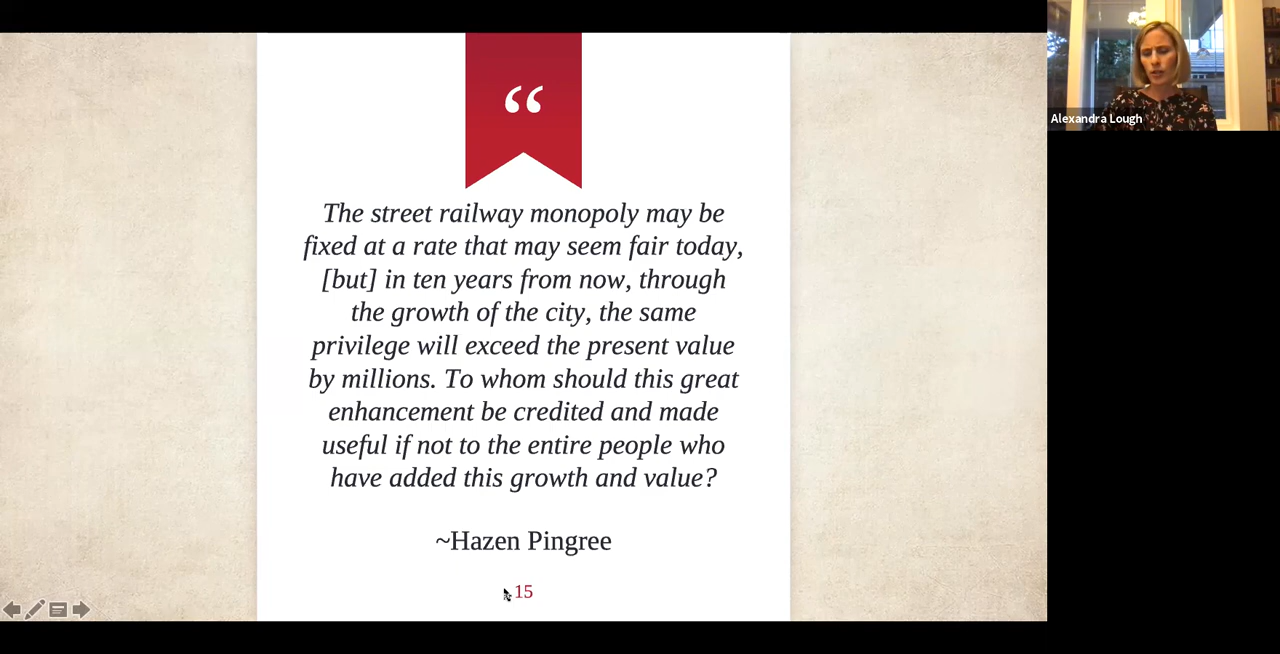 “
The street railway monopoly may be
fixed at a rate that may seem fair today,
[but] in ten years from now, through
the growth of the city, the same
privilege will exceed the present value
by millions. To whom should this great
enhancement be credited and made
useful if not to the entire people who
have added this growth and value?
~Hazen Pingree
15
Alexandra Lough